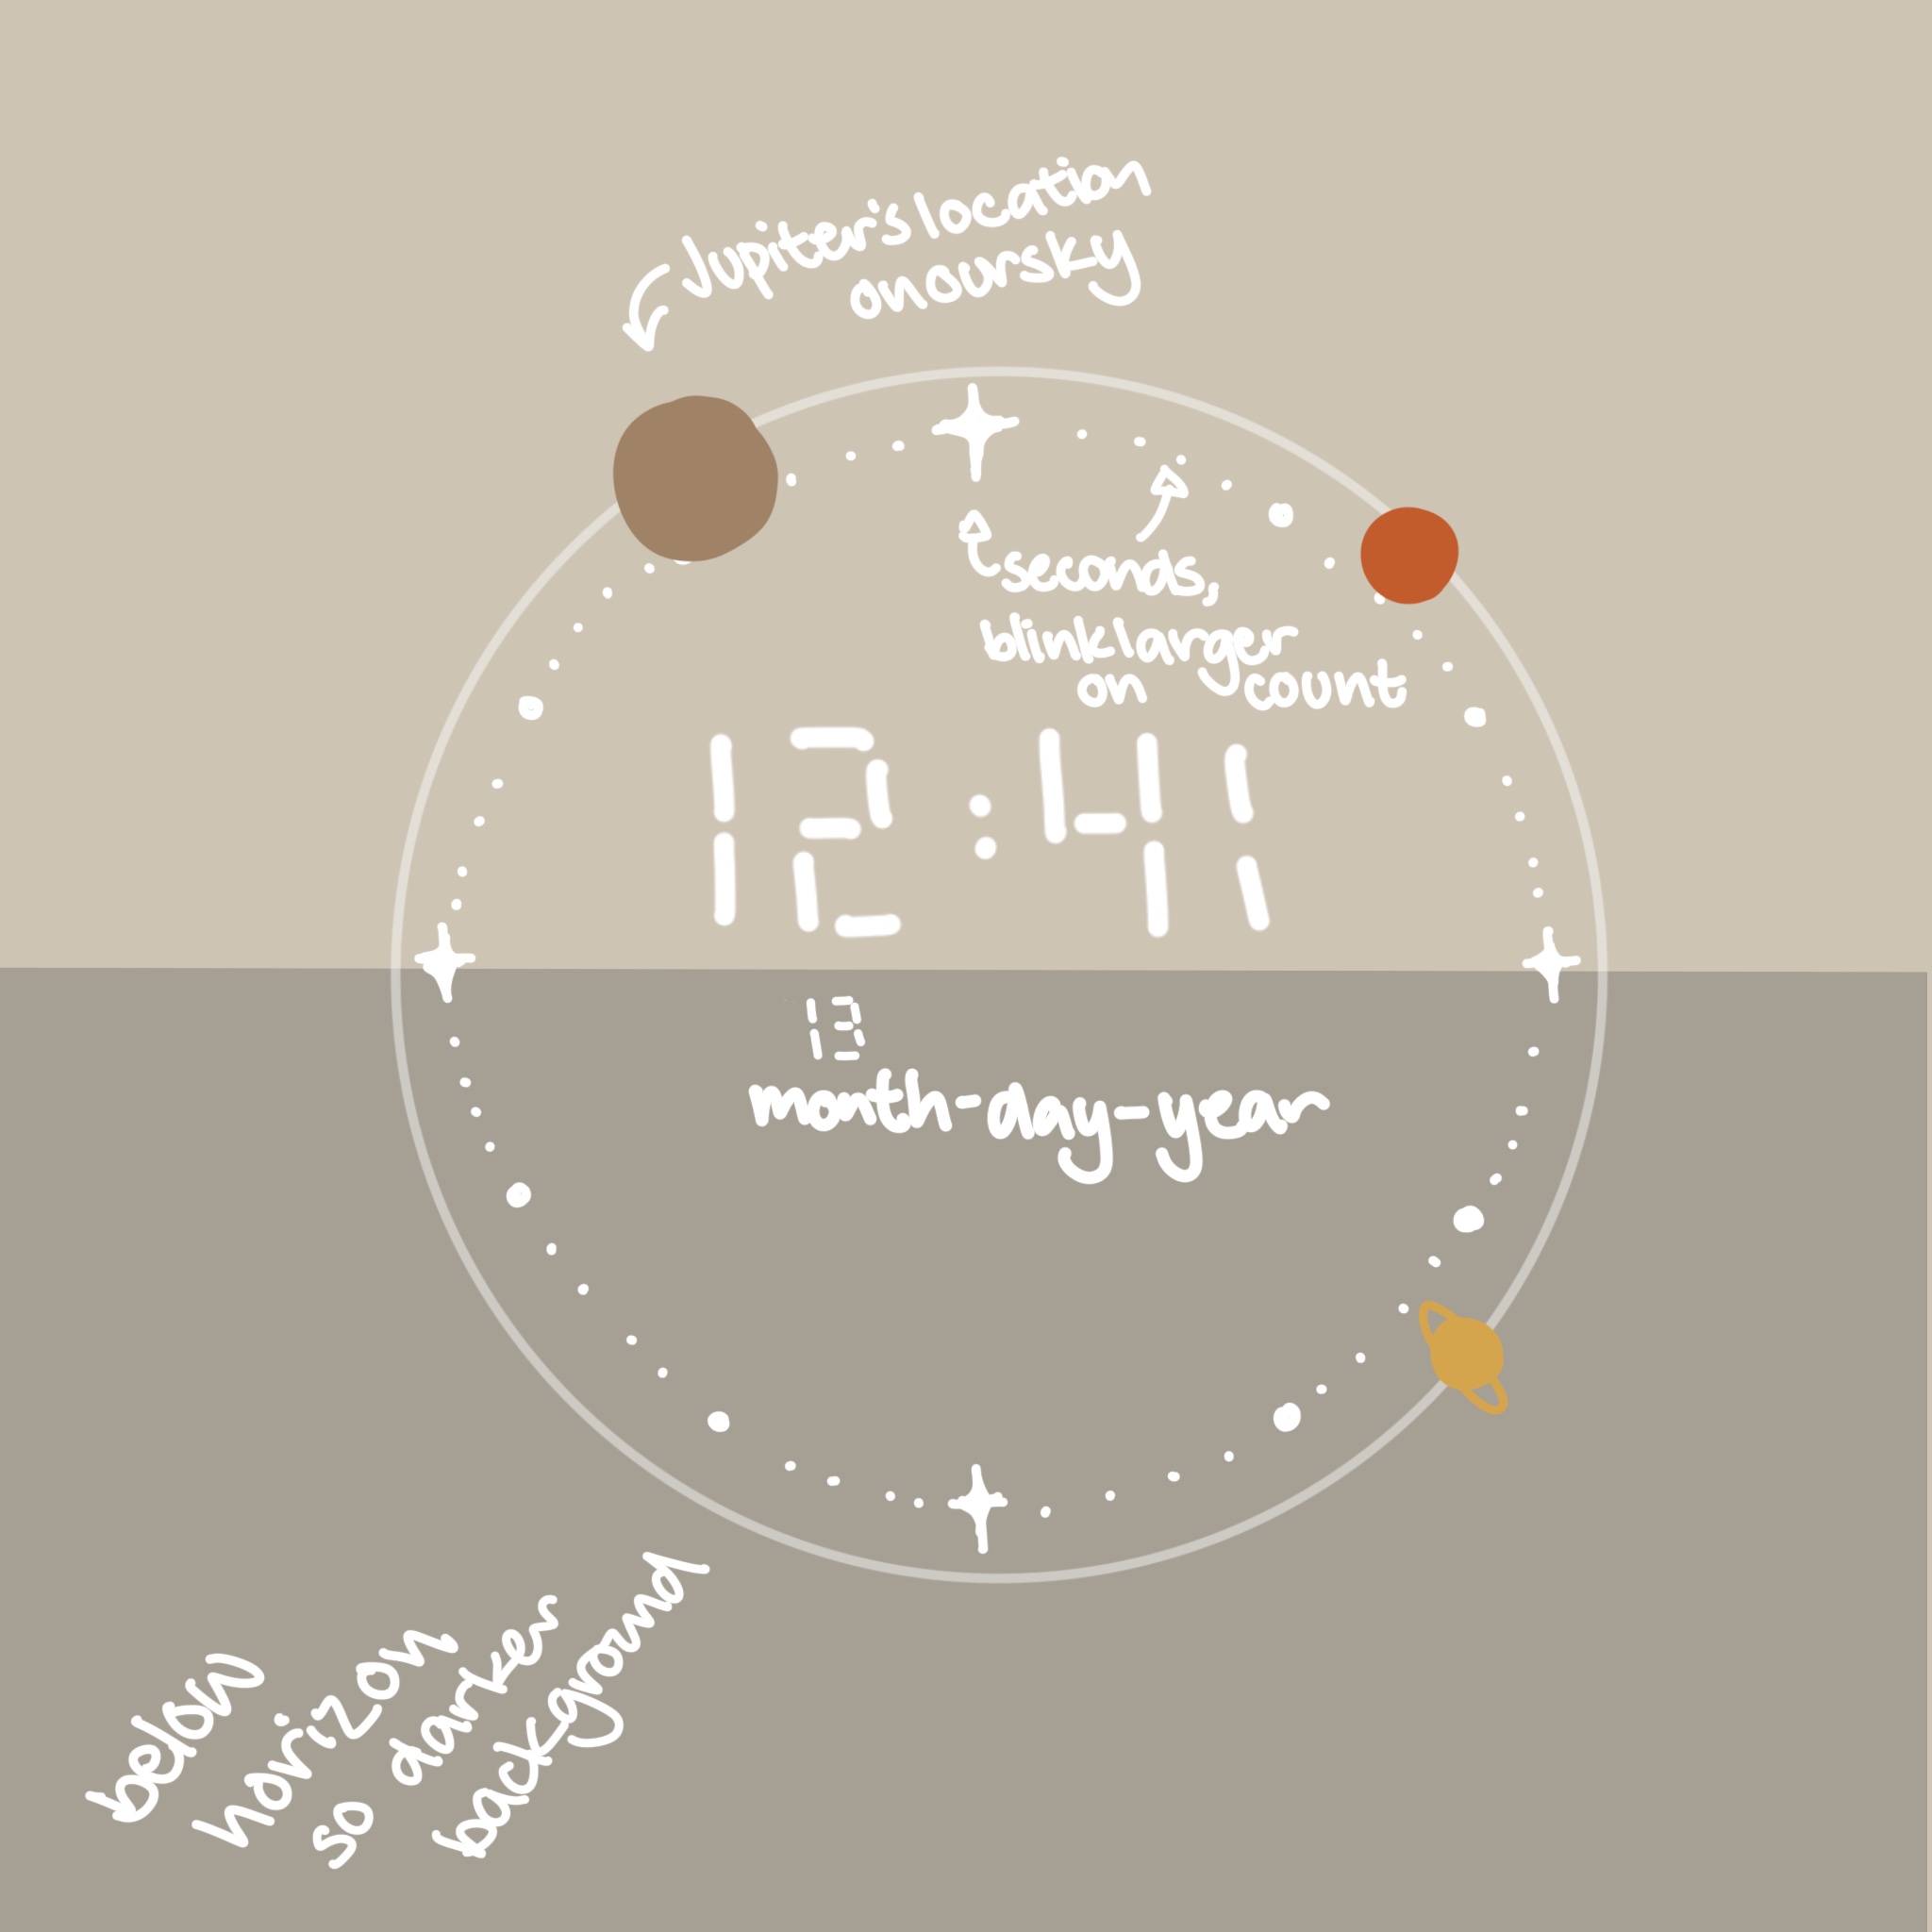 Jupiter's location
on our sky
seconds,
blink larger
on count
12:41
13
month-day-year
below
horizon
so darker
background